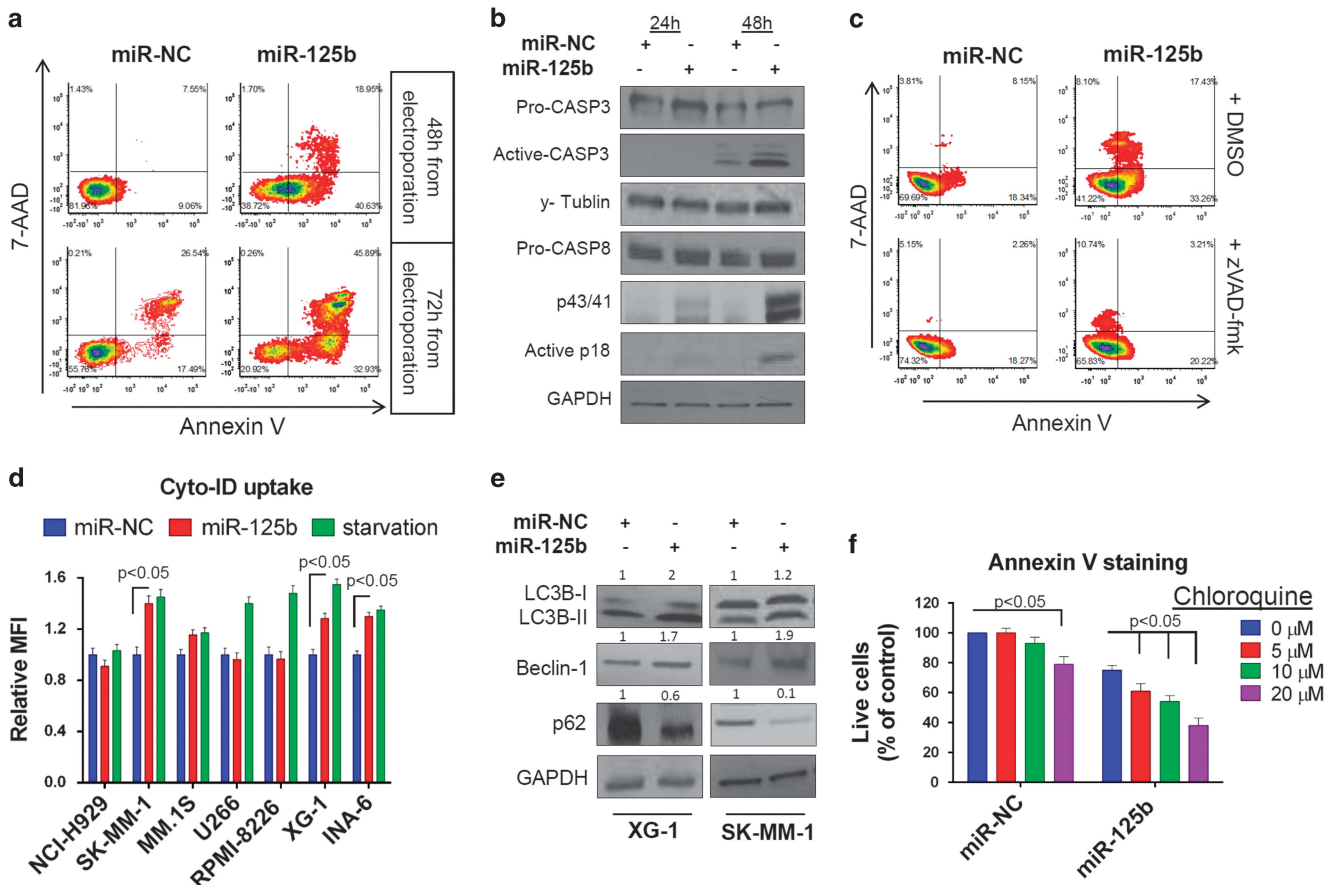 a
miR-NC
miR-125b
7-AAD
1.43%
7.55%
9.06%
1.70%
18.95%
38.72%
40.63%
48h from
electroporation
0.21%
26.54%
55.76%
17.49%
0.26%
45.89%
20.92%
32.93%
72h from
electroporation
Annexin V
b
24h
48h
miR-NC + - + -
miR-125b - + - +
Pro-CASP3
Active-CASP3
y- Tublin
Pro-CASP8
p43/41
Active p18
GAPDH
c
miR-NC
miR-125b
7-AAD
3.81%
8.15%
69.69%
18.34%
8.10%
17.43%
41.22%
33.26%
+ DMSO
5.15%
2.26%
74.32%
18.27%
10.74%
3.21%
65.83%
20.22%
+ zVAD-fmk
Annexin V
d
Cyto-ID uptake
miR-NC
miR-125b
starvation
Relative MFI
1.6
1.2
0.8
0.4
0.0
p<0.05
p<0.05
p<0.05
NCI-H929
SK-MM-1
MM.1S
U266
RPMI-8226
XG-1
INA-6
e
miR-NC + - + -
miR-125b - + - +
1 2 1 1.2
LC3B-I
LC3B-II
1 1.7 1 1.9
Beclin-1
1 0.6 1 0.1
p62
GAPDH
XG-1
SK-MM-1
f
Annexin V staining
Live cells
(% of control)
120
100
80
60
40
20
0
p<0.05
p<0.05
Chloroquine
0 μM
5 μM
10 μM
20 μM
miR-NC
miR-125b